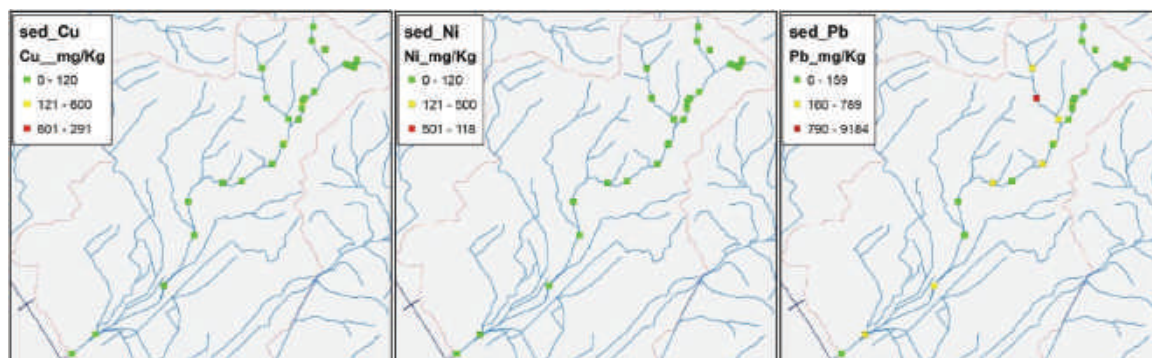 sed_Cu
Cu__mg/Kg
0 - 120
121 - 600
601 - 291
sed_Ni
Ni_mg/Kg
0 - 120
121 - 500
501 - 118
sed_Pb
Pb_mg/Kg
0 - 159
160 - 789
790 - 9184